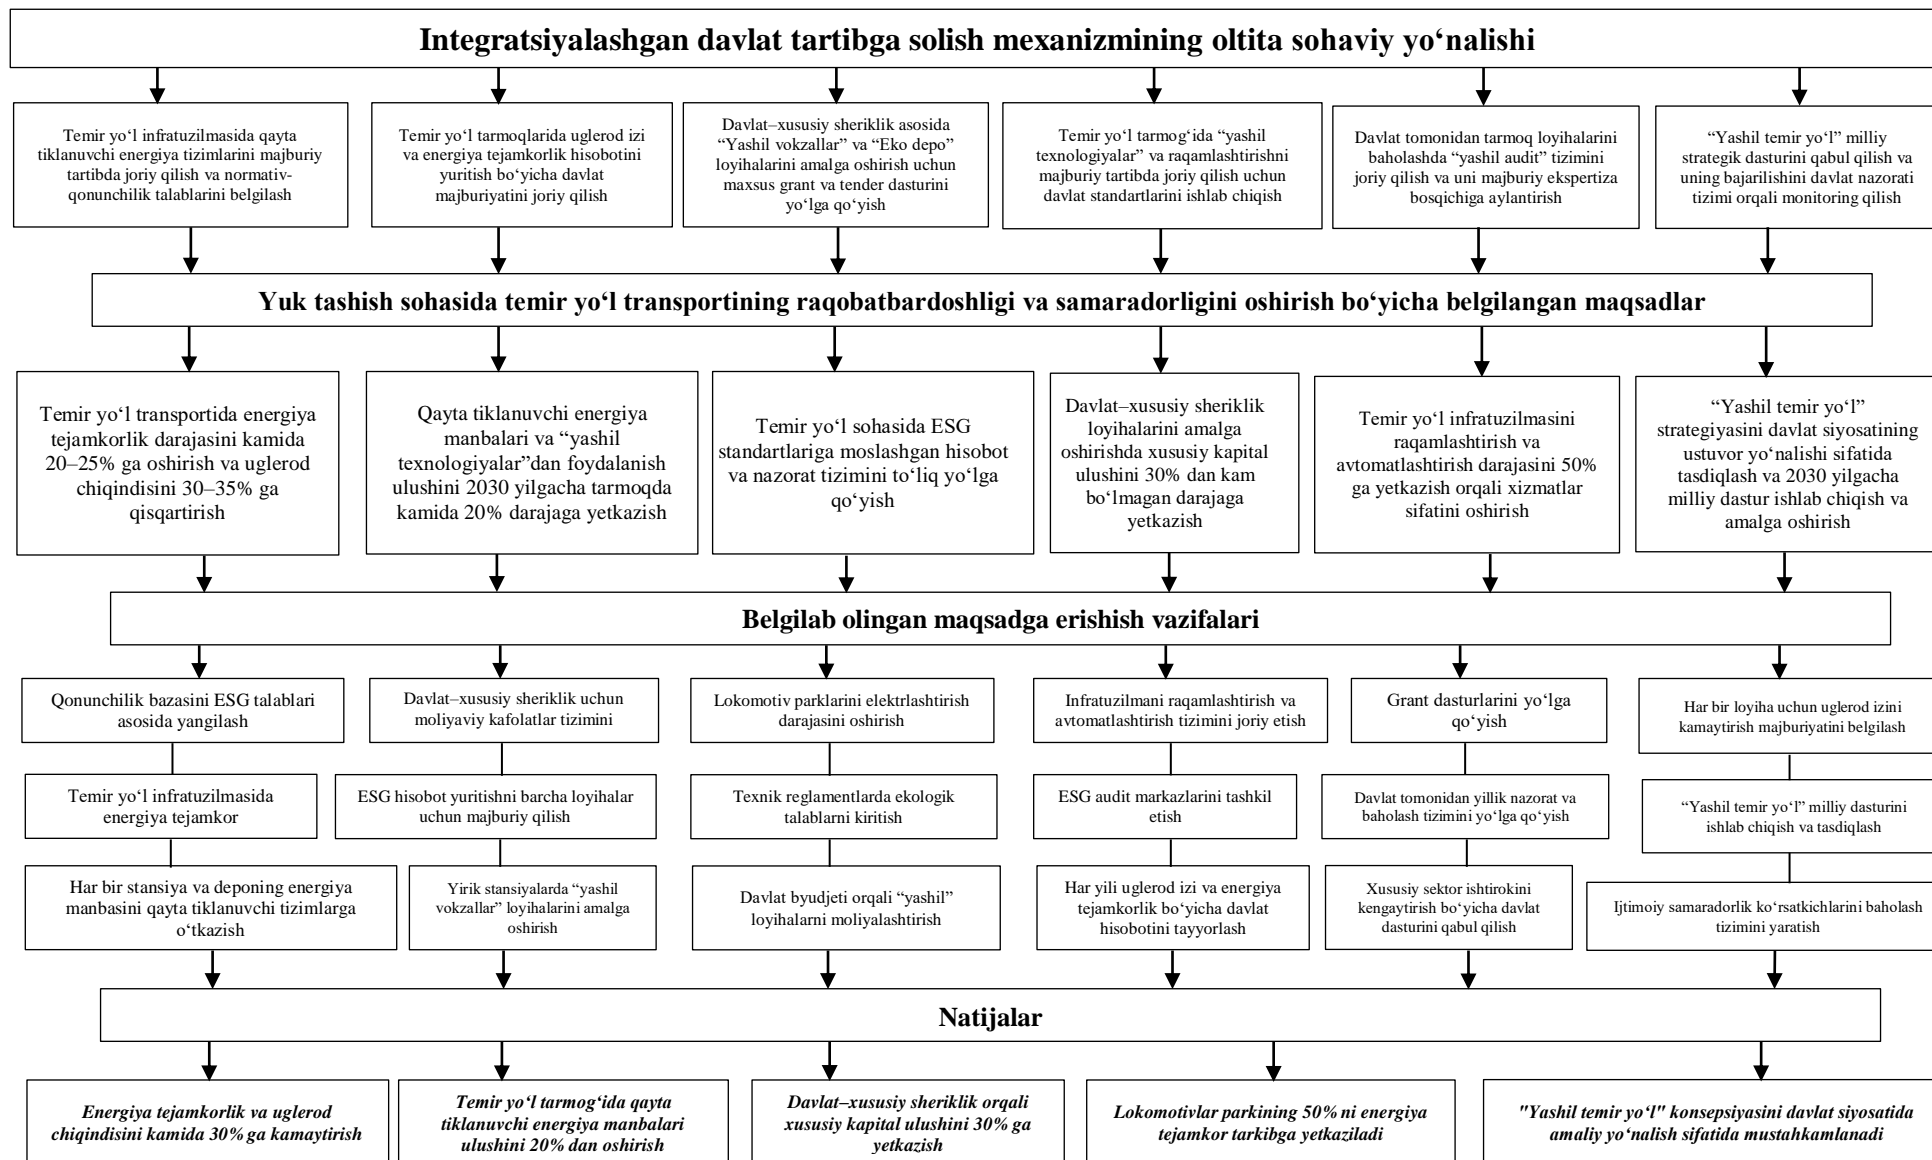 Integratsiyalashgan davlat tartibga solish mexanizmining oltita sohaviy yo‘nalishi
Temir yo‘l infratuzilmasida qayta
tiklanuvchi energiya tizimlarini majburiy
tartibda joriy qilish va normativ-
qonunchilik talablarini belgilash
Temir yo‘l tarmoqlarida uglerod izi
va energiya tejamkorlik hisobotini
yuritish bo‘yicha davlat
majburiyatini joriy qilish
Davlat–xususiy sheriklik asosida
“Yashil vokzallar” va “Eko depo”
loyihalarini amalga oshirish uchun
maxsus grant va tender dasturini
yo‘lga qo‘yish
Temir yo‘l tarmog‘ida “yashil
texnologiyalar” va raqamlashtirishni
majburiy tartibda joriy qilish uchun
davlat standartlarini ishlab chiqish
Davlat tomonidan tarmoq loyihalarini
baholashda “yashil audit” tizimini
joriy qilish va uni majburiy ekspertiza
bosqichiga aylantirish
“Yashil temir yo‘l” milliy
strategik dasturini qabul qilish va
uning bajarilishini davlat nazorati
tizimi orqali monitoring qilish
Yuk tashish sohasida temir yo‘l transportining raqobatbardoshligi va samaradorligini oshirish bo‘yicha belgilangan maqsadlar
Temir yo‘l transportida energiya
tejamkorlik darajasini kamida
20–25% ga oshirish va uglerod
chiqindisini 30–35% ga
qisqartirish
Qayta tiklanuvchi energiya
manbalari va “yashil
texnologiyalar”dan foydalanish
ulushini 2030 yilgacha tarmoqda
kamida 20% darajaga yetkazish
Temir yo‘l sohasida ESG
standartlariga moslashgan hisobot
va nazorat tizimini to‘liq yo‘lga
qo‘yish
Davlat–xususiy sheriklik
loyihalarini amalga
oshirishda xususiy kapital
ulushini 30% dan kam
bo‘lmagan darajaga
yetkazish
Temir yo‘l infratuzilmasini
raqamlashtirish va
avtomatlashtirish darajasini 50%
ga yetkazish orqali xizmatlar
sifatini oshirish
“Yashil temir yo‘l”
strategiyasini davlat siyosatining
ustuvor yo‘nalishi sifatida
tasdiqlash va 2030 yilgacha
milliy dastur ishlab chiqish va
amalga oshirish
Belgilab olingan maqsadga erishish vazifalari
Qonunchilik bazasini ESG talablari
asosida yangilash
Davlat–xususiy sheriklik uchun
moliyaviy kafolatlar tizimini
Lokomotiv parklarini elektrlashtirish
darajasini oshirish
Infratuzilmani raqamlashtirish va
avtomatlashtirish tizimini joriy etish
Grant dasturlarini yo‘lga
qo‘yish
Har bir loyiha uchun uglerod izini
kamaytirish majburiyatini belgilash
Temir yo‘l infratuzilmasida
energiya tejamkor
ESG hisobot yuritishni barcha loyihalar
uchun majburiy qilish
Texnik reglamentlarda ekologik
talablarni kiritish
ESG audit markazlarini tashkil
etish
Davlat tomonidan yillik nazorat va
baholash tizimini yo‘lga qo‘yish
“Yashil temir yo‘l” milliy dasturini
ishlab chiqish va tasdiqlash
Har bir stansiya va deponing energiya
manbasini qayta tiklanuvchi tizimlarga
o‘tkazish
Yirik stansiyalarda “yashil
vokzallar” loyihalarini amalga
oshirish
Davlat byudjeti orqali “yashil”
loyihalarni moliyalashtirish
Har yili uglerod izi va energiya
tejamkorlik bo‘yicha davlat
hisobotini tayyorlash
Xususiy sektor ishtirokini
kengaytirish bo‘yicha davlat
dasturini qabul qilish
Ijtimoiy samaradorlik ko‘rsatkichlarini baholash
tizimini yaratish
Natijalar
Energiya tejamkorlik va uglerod
chiqindisini kamida 30% ga kamaytirish
Temir yo‘l tarmog‘ida qayta
tiklanuvchi energiya manbalari
ulushini 20% dan oshirish
Davlat–xususiy sheriklik orqali
xususiy kapital ulushini 30% ga
yetkazish
Lokomotivlar parkining 50% ni energiya
tejamkor tarkibga yetkaziladi
"Yashil temir yo‘l" konsepsiyasini davlat siyosatida
amaliy yo‘nalish sifatida mustahkamlanadi